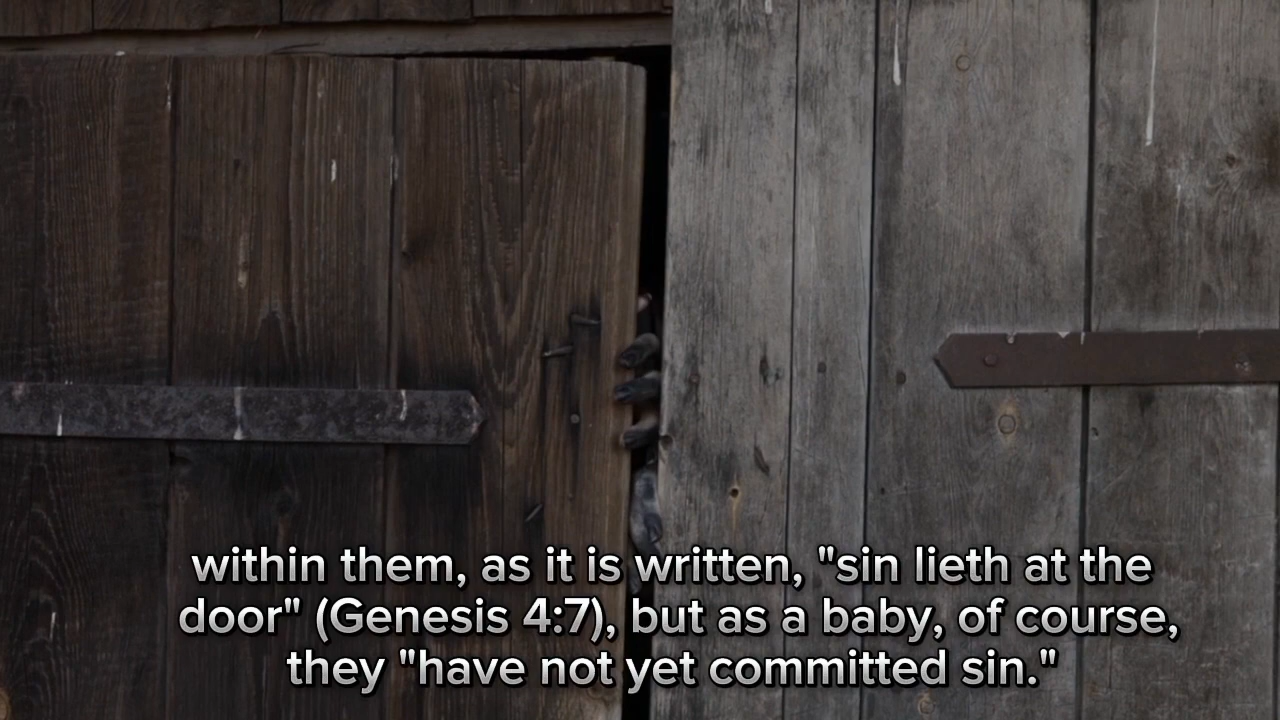 within them, as it is written, "sin lieth at the
door" (Genesis 4:7), but as a baby, of course,
they "have not yet committed sin."